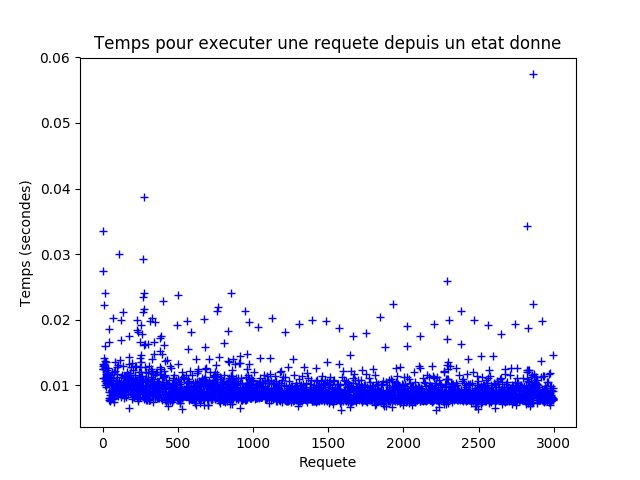 Temps pour executer une requete depuis un etat donne
0.06
0.05
0.04
0.03
0.02
0.01
Temps (secondes)
0 500 1000 1500 2000 2500 3000
Requete